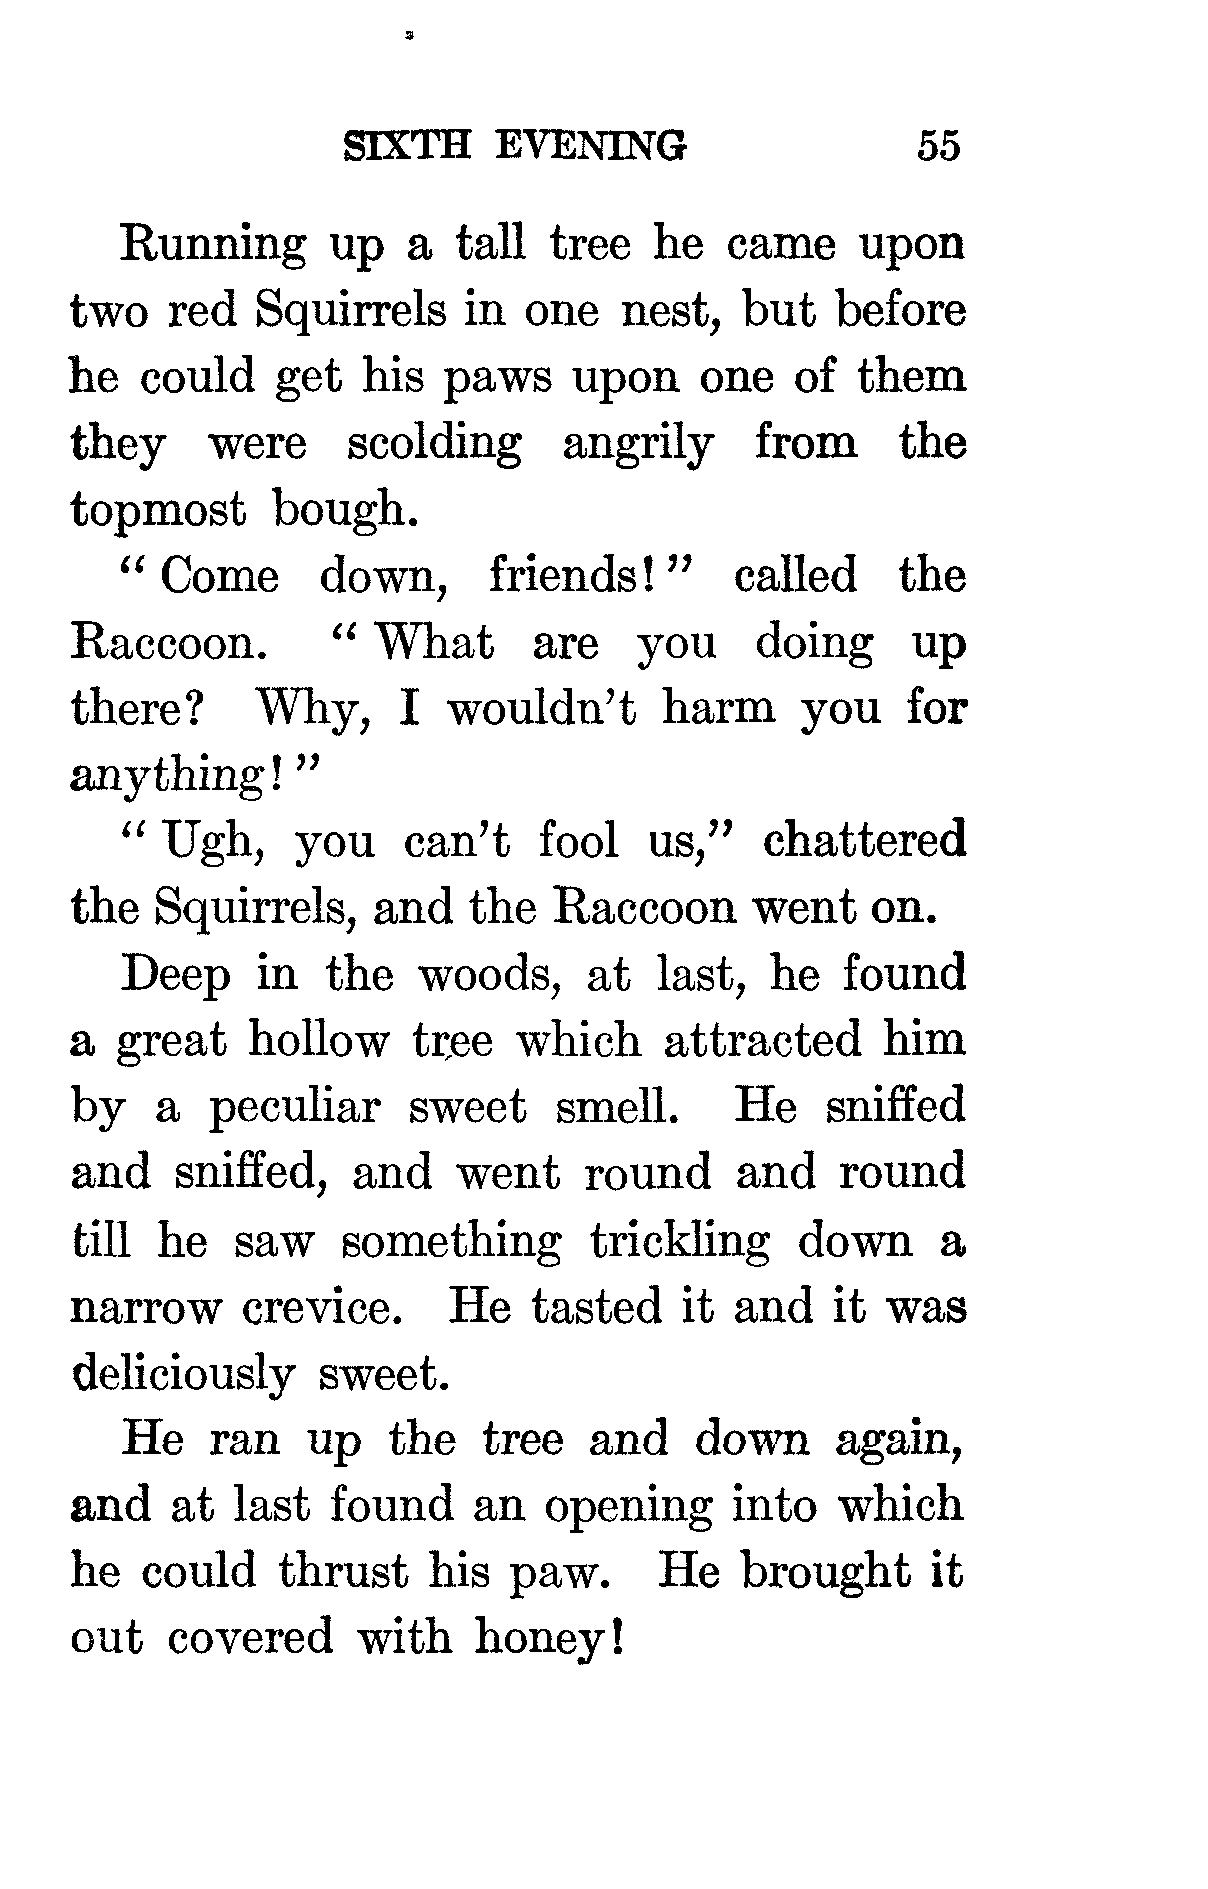 SIXTH EVENING 55
Running up a tall tree he came upon
two red Squirrels in one nest, but before
he could get his paws upon one of them
they were scolding angrily from the
topmost bough.
“ Come down, friends! ” called the
Raccoon. “ What are you doing up
there? Why, I wouldn’t harm you for
anything! ”
“ Ugh, you can’t fool us,” chattered
the Squirrels, and the Raccoon went on.
Deep in the woods, at last, he found
a great hollow tree which attracted him
by a peculiar sweet smell. He sniffed
and sniffed, and went round and round
till he saw something trickling down a
narrow crevice. He tasted it and it was
deliciously sweet.
He ran up the tree and down again,
and at last found an opening into which
he could thrust his paw. He brought it
out covered with honey!